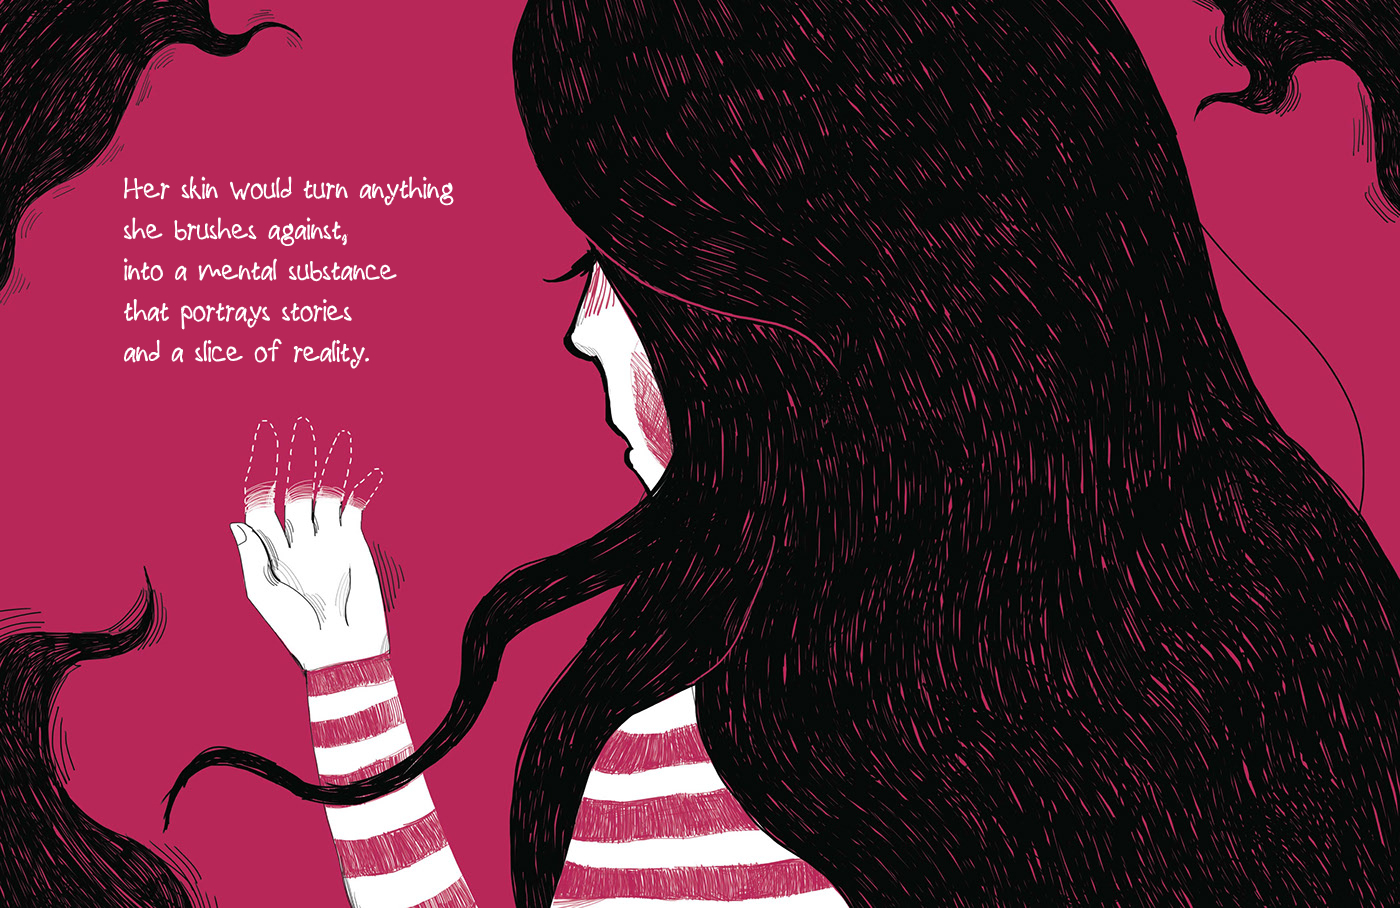 Her skin would turn anything
she brushes against,
into a mental substance
that portrays stories
and a slice of reality.